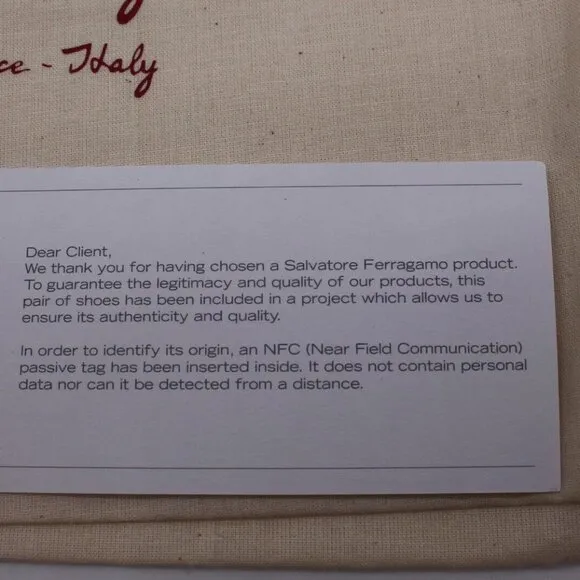 ce - Italy
Dear Client,
We thank you for having chosen a Salvatore Ferragamo product.
To guarantee the legitimacy and quality of our products, this
pair of shoes has been included in a project which allows us to
ensure its authenticity and quality.
In order to identify its origin, an NFC (Near Field Communication)
passive tag has been inserted inside. It does not contain personal
data nor can it be detected from a distance.